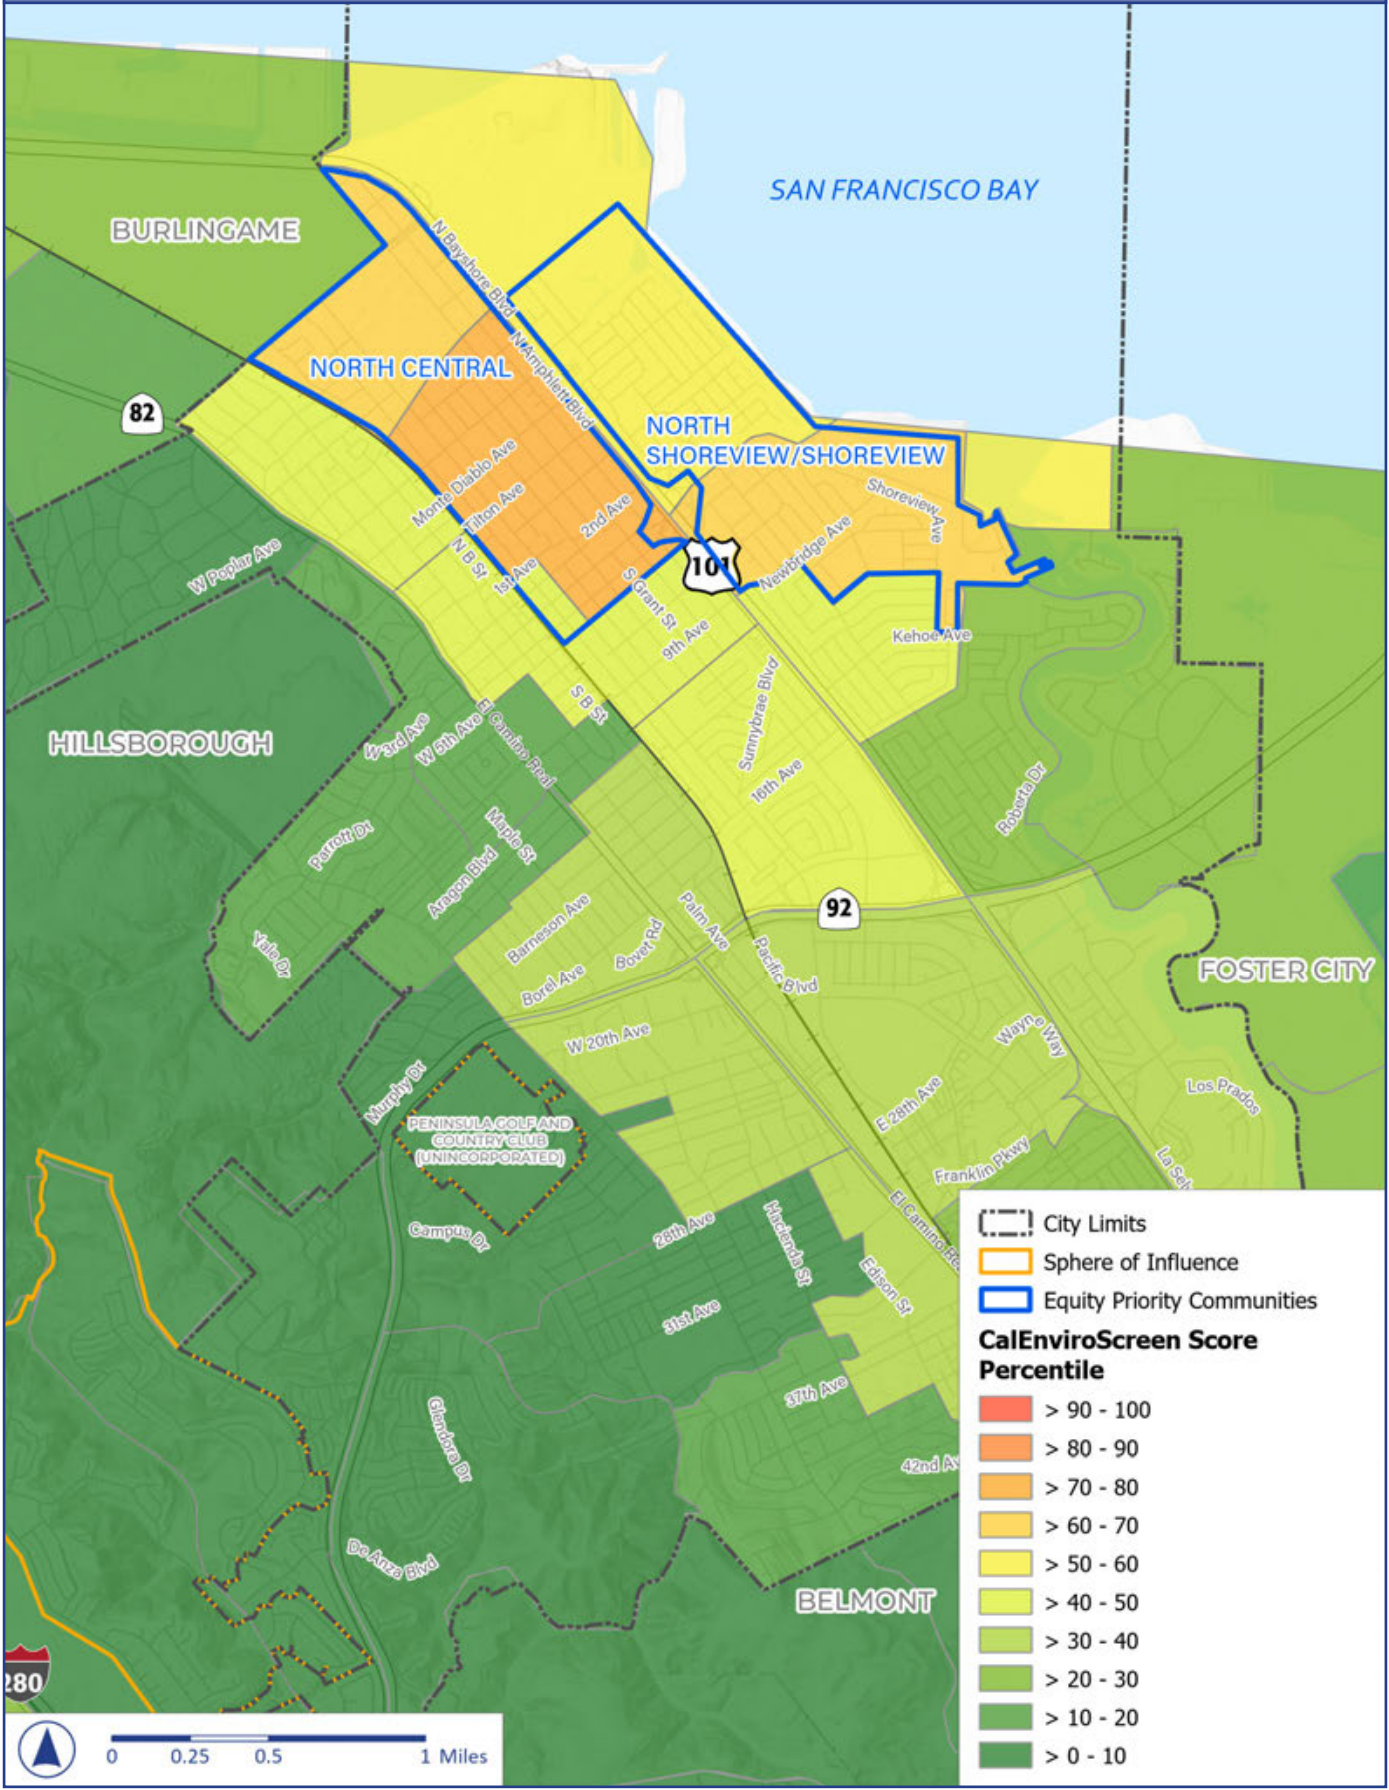 SAN FRANCISCO BAY
BURLINGAME
N Bayshore Blvd
N Amphlett Blvd
NORTH CENTRAL
82
NORTH
SHOREVIEW/SHOREVIEW
Monte Diablo Ave
Tilton Ave
2nd Ave
Shoreview Ave
N B St
1st Ave
101
Newbridge Ave
W Poplar Ave
S Grant St
9th Ave
Kehoe Ave
S B St
Sunnybrae Blvd
HILLSBOROUGH
3rd Ave
W 5th Ave
El Camino Real
16th Ave
Roberta Dr
Parrott Dr
Maple St
Aragon Blvd
92
Yale Dr
Barneson Ave
Bovet Rd
Palm Ave
Borel Ave
Pacific Blvd
FOSTER CITY
W 20th Ave
Wayne Way
Murphy Dr
E 28th Ave
Los Prados
PENINSULA GOLF AND
COUNTRY CLUB
(UNINCORPORATED)
Franklin Pkwy
La Selv
Campus Dr
28th Ave
Hacienda St
El Camino Rea
Edison St
31st Ave
37th Ave
Glendora Dr
42nd Av
De Anza Blvd
BELMONT
280
City Limits
Sphere of Influence
Equity Priority Communities
CalEnviroScreen Score
Percentile
> 90 - 100
> 80 - 90
> 70 - 80
> 60 - 70
> 50 - 60
> 40 - 50
> 30 - 40
> 20 - 30
> 10 - 20
> 0 - 10
0 0.25 0.5 1 Miles